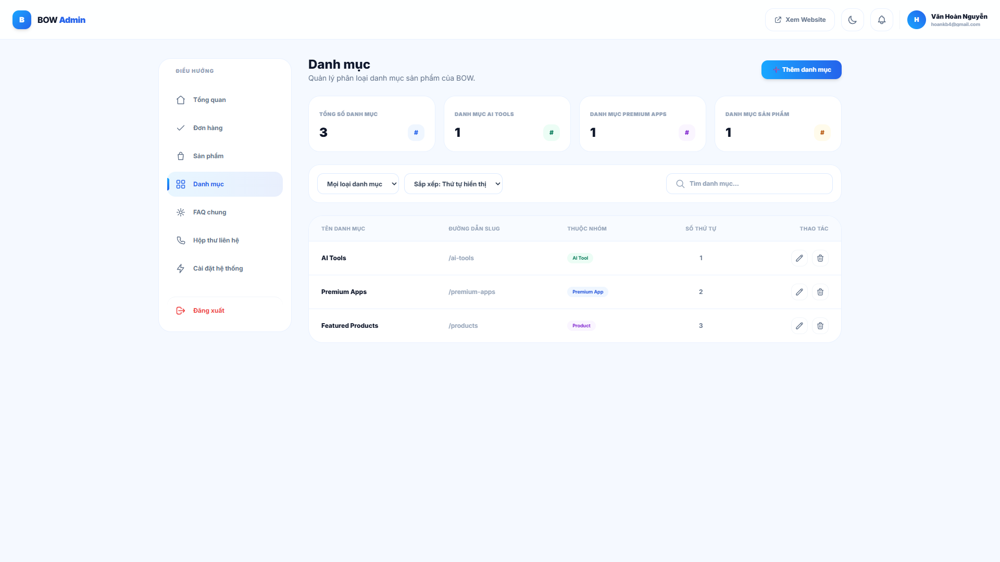 B BOW Admin
Xem Website
H Văn Hoàn Nguyễn
hoankb4@gmail.com
ĐIỀU HƯỚNG
Tổng quan
Đơn hàng
Sản phẩm
Danh mục
FAQ chung
Hộp thư liên hệ
Cài đặt hệ thống
Đăng xuất
Danh mục
Quản lý phân loại danh mục sản phẩm của BOW.
Thêm danh mục
TỔNG SỐ DANH MỤC
3 #
DANH MỤC AI TOOLS
1 #
DANH MỤC PREMIUM APPS
1 #
DANH MỤC SẢN PHẨM
1 #
Mọi loại danh mục
Sắp xếp: Thứ tự hiển thị
Tìm danh mục...
TÊN DANH MỤC ĐƯỜNG DẪN SLUG THUỘC NHÓM SỐ THỨ TỰ THAO TÁC
AI Tools /ai-tools AI Tool 1
Premium Apps /premium-apps Premium App 2
Featured Products /products Product 3